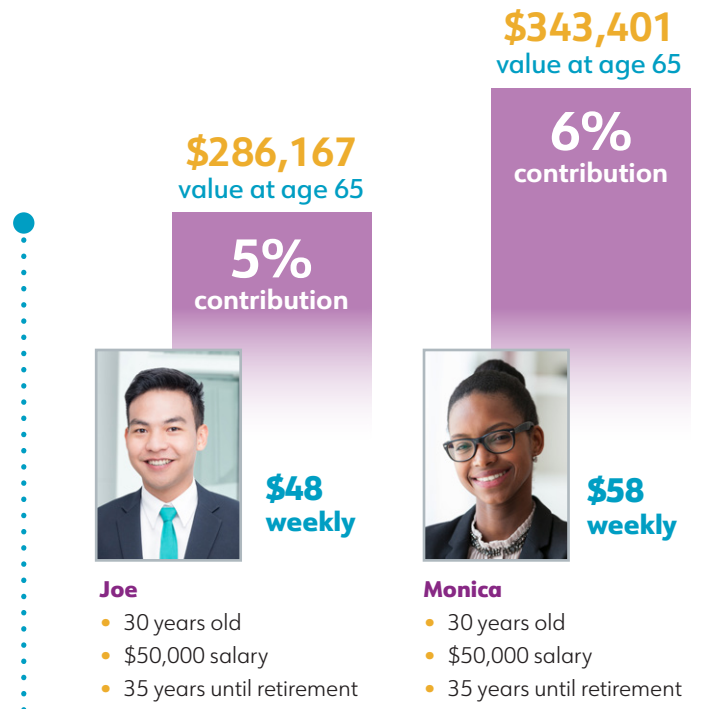 $286,167
value at age 65
5%
contribution
$48
weekly
Joe
• 30 years old
• $50,000 salary
• 35 years until retirement
$343,401
value at age 65
6%
contribution
$58
weekly
Monica
• 30 years old
• $50,000 salary
• 35 years until retirement